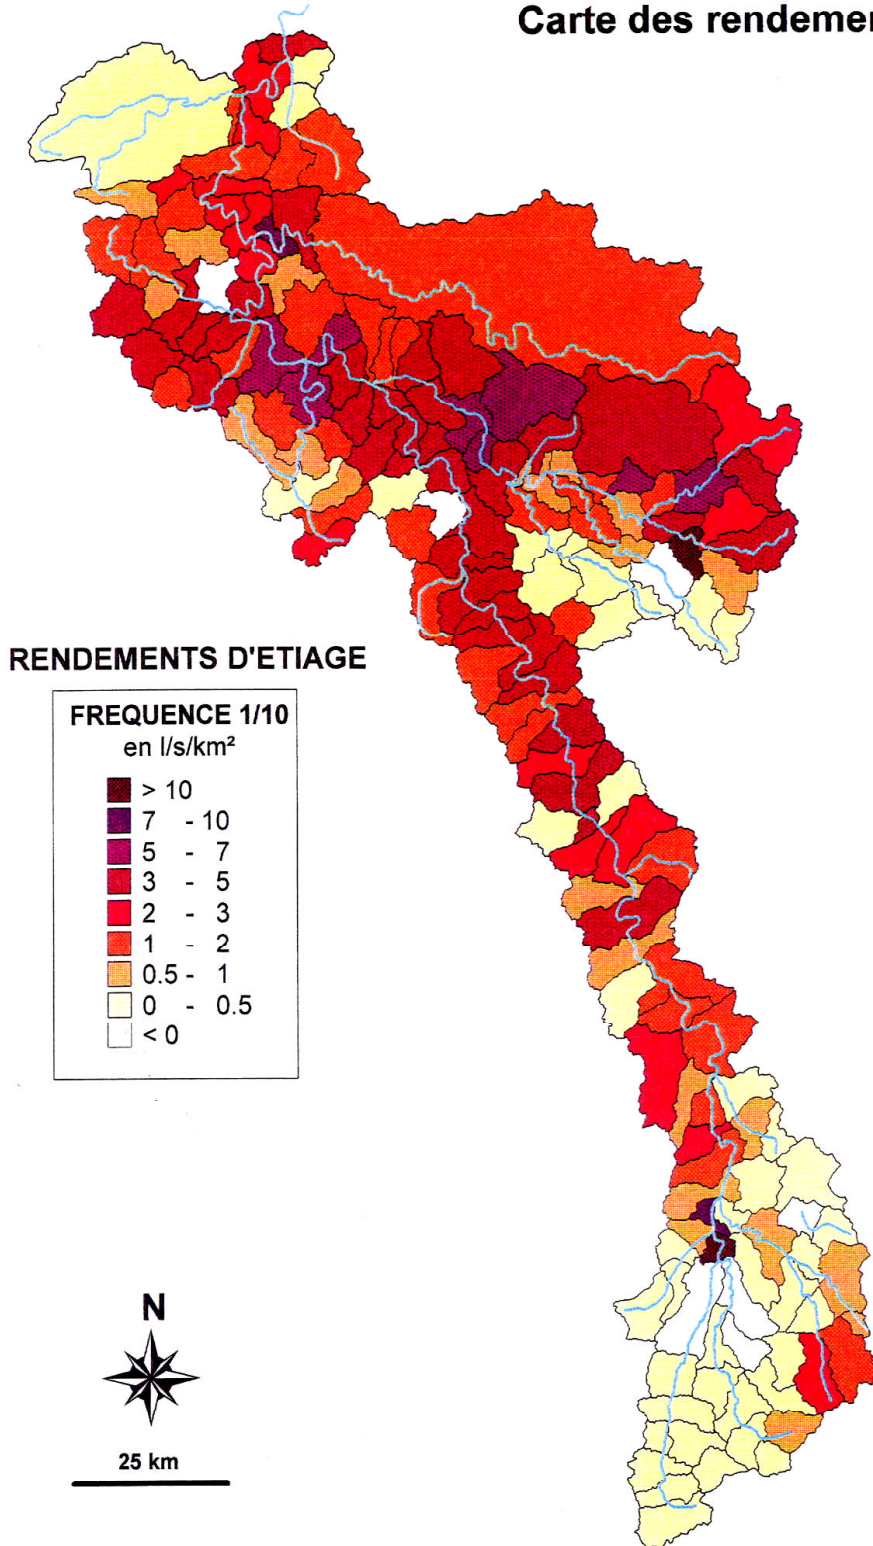 Carte des rendemen
RENDEMENTS D'ETIAGE
FREQUENCE 1/10
en l/s/km²
> 10
7 - 10
5 - 7
3 - 5
2 - 3
1 - 2
0.5 - 1
0 - 0.5
< 0
N
25 km